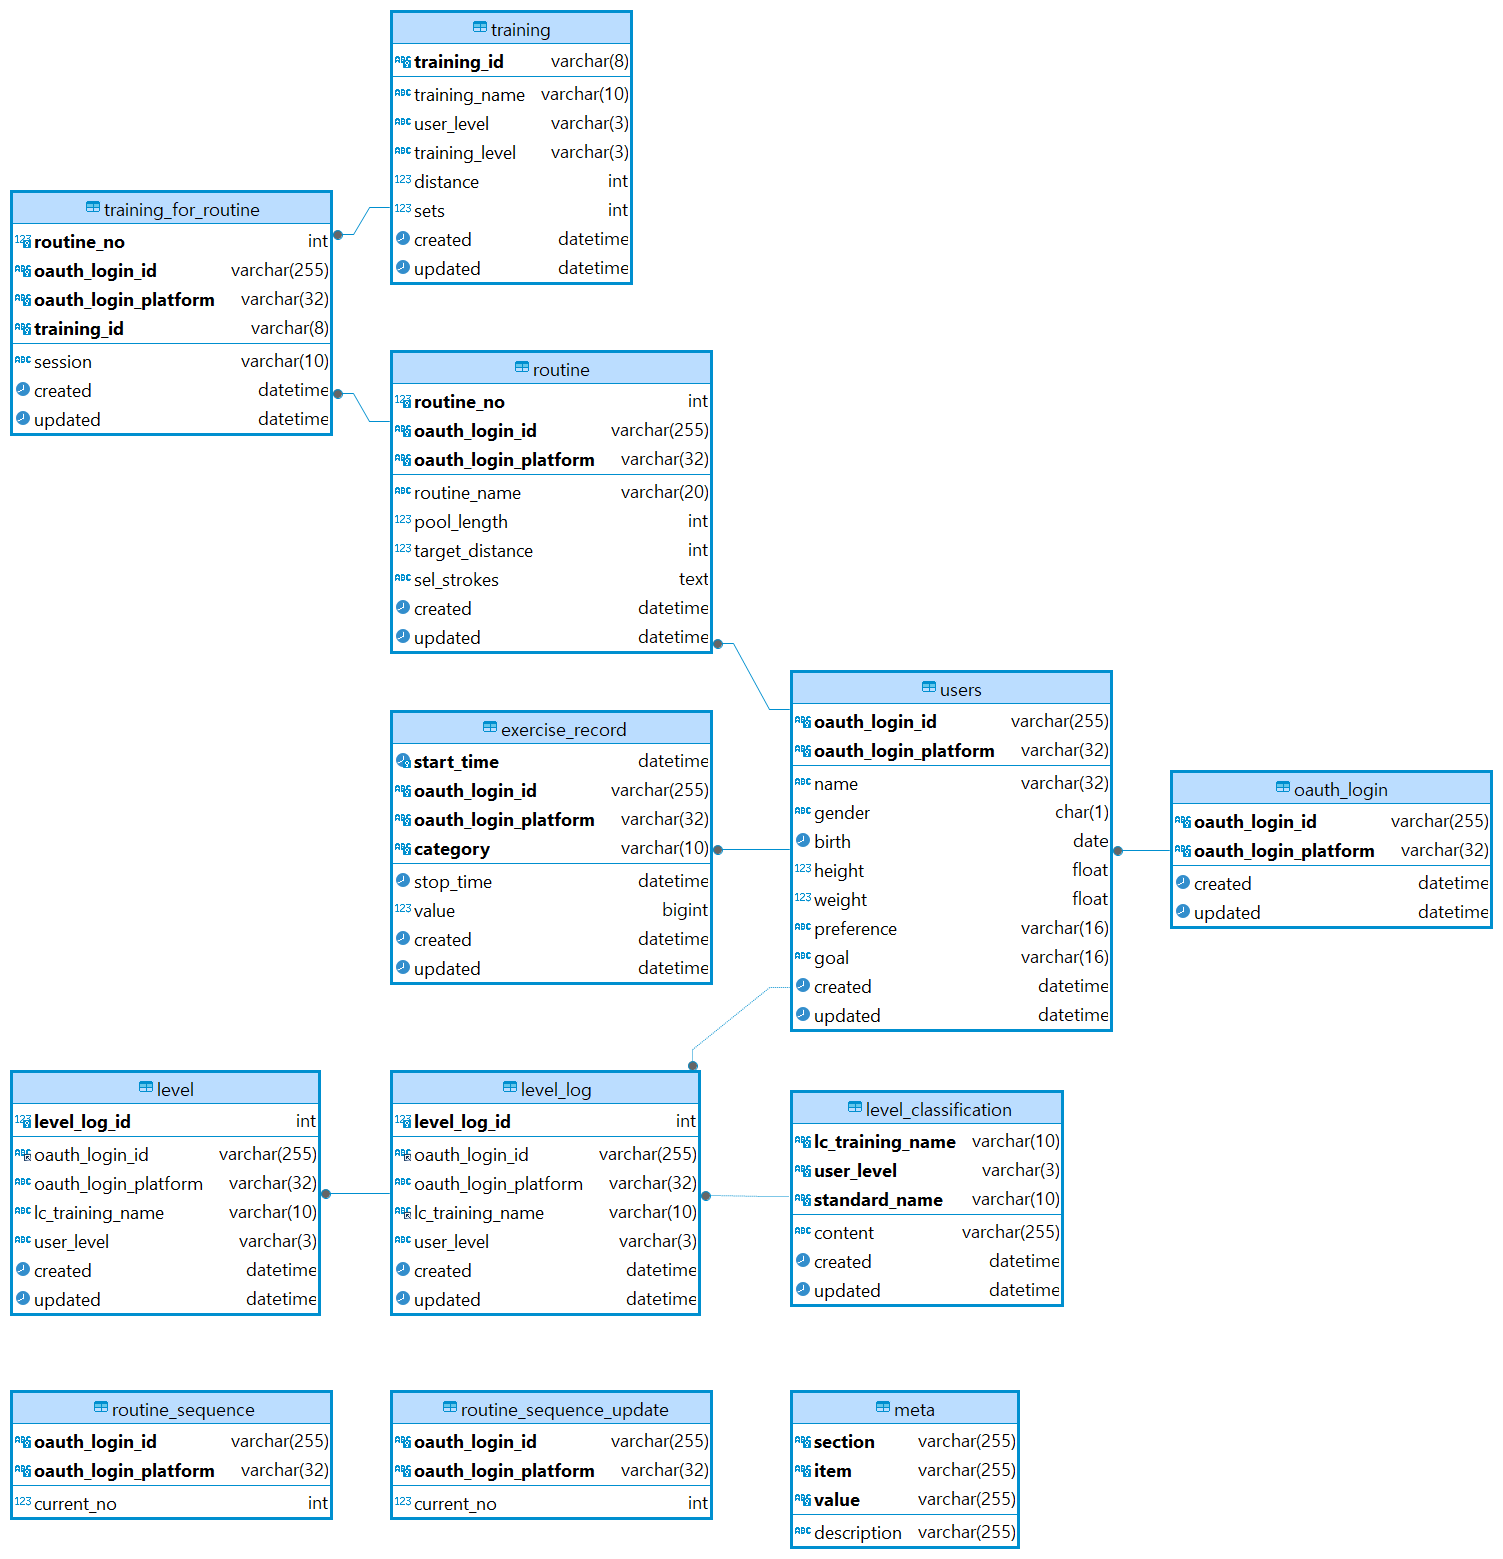 training
training_id varchar(8)
training_name varchar(10)
user_level varchar(3)
training_level varchar(3)
distance int
sets int
created datetime
updated datetime
training_for_routine
routine_no int
oauth_login_id varchar(255)
oauth_login_platform varchar(32)
training_id varchar(8)
session varchar(10)
created datetime
updated datetime
routine
routine_no int
oauth_login_id varchar(255)
oauth_login_platform varchar(32)
routine_name varchar(20)
pool_length int
target_distance int
sel_strokes text
created datetime
updated datetime
users
oauth_login_id varchar(255)
oauth_login_platform varchar(32)
name varchar(32)
gender char(1)
birth date
height float
weight float
preference varchar(16)
goal varchar(16)
created datetime
updated datetime
exercise_record
start_time datetime
oauth_login_id varchar(255)
oauth_login_platform varchar(32)
category varchar(10)
stop_time datetime
value bigint
created datetime
updated datetime
oauth_login
oauth_login_id varchar(255)
oauth_login_platform varchar(32)
created datetime
updated datetime
level
level_log_id int
oauth_login_id varchar(255)
oauth_login_platform varchar(32)
lc_training_name varchar(10)
user_level varchar(3)
created datetime
updated datetime
level_log
level_log_id int
oauth_login_id varchar(255)
oauth_login_platform varchar(32)
lc_training_name varchar(10)
user_level varchar(3)
created datetime
updated datetime
level_classification
lc_training_name varchar(10)
user_level varchar(3)
standard_name varchar(10)
content varchar(255)
created datetime
updated datetime
routine_sequence
oauth_login_id varchar(255)
oauth_login_platform varchar(32)
current_no int
routine_sequence_update
oauth_login_id varchar(255)
oauth_login_platform varchar(32)
current_no int
meta
section varchar(255)
item varchar(255)
value varchar(255)
description varchar(255)